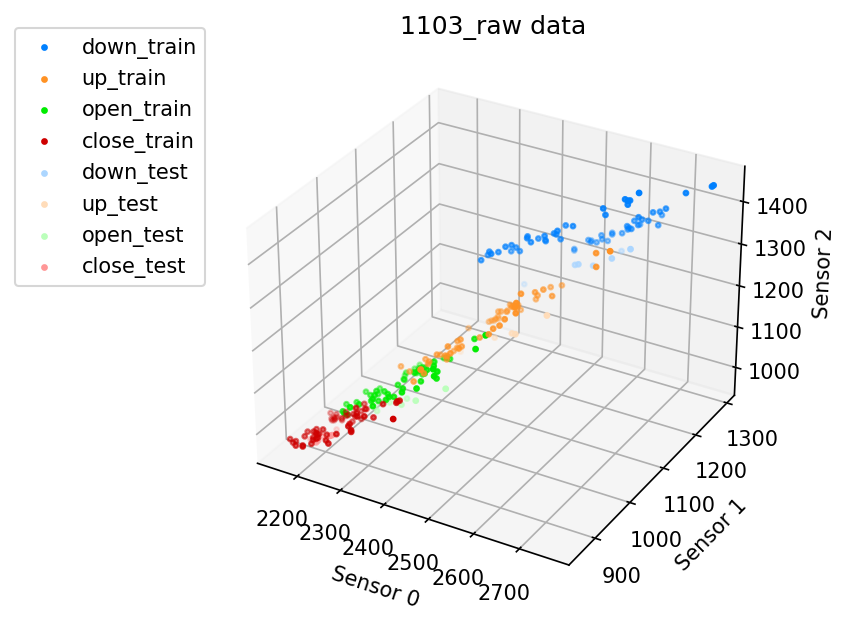 1103_raw data
down_train
up_train
open_train
close_train
down_test
up_test
open_test
close_test
1400
1300
1200
1100
1000
Sensor 2
1300
1200
1100
1000
900
Sensor 1
2200
2300
2400
2500
2600
2700
Sensor 0